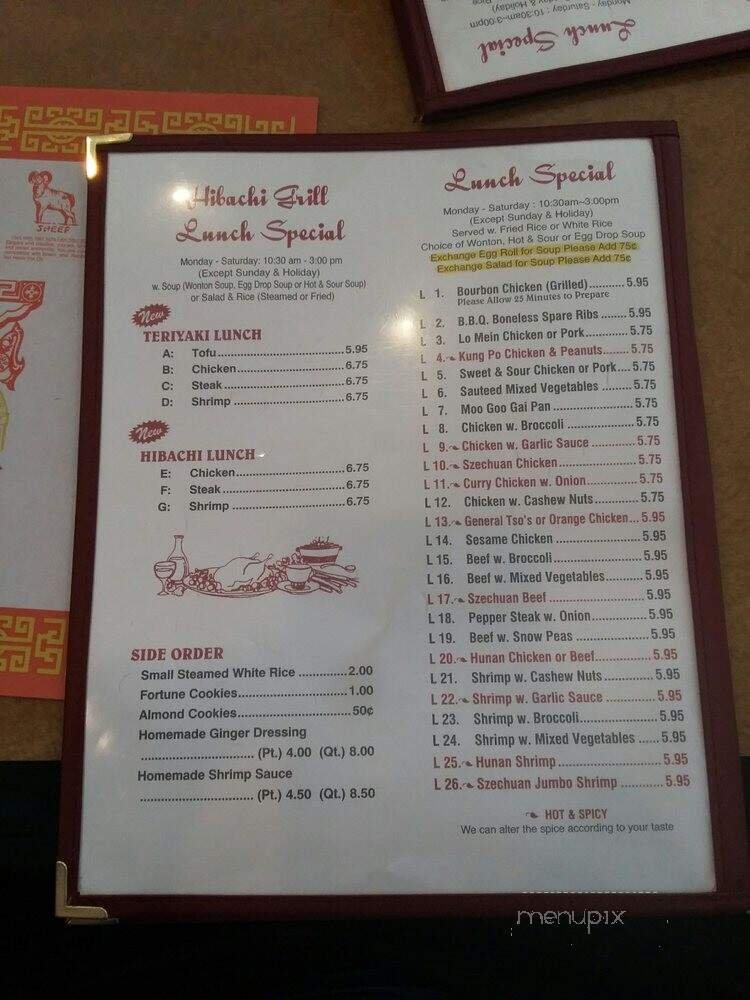 Monday - Saturday : 10:30am~3:00pm
Lunch Special
SHEEP
Hibachi Grill
Lunch Special
Monday - Saturday: 10:30 am - 3:00 pm
(Except Sunday & Holiday)
w. Soup (Wonton Soup, Egg Drop Soup or Hot & Sour Soup)
or Salad & Rice (Steamed or Fried)
New
TERIYAKI LUNCH
A: Tofu.....5.95
B: Chicken.....6.75
C: Steak.....6.75
D: Shrimp.....6.75
New
HIBACHI LUNCH
E: Chicken.....6.75
F: Steak.....6.75
G: Shrimp.....6.75
SIDE ORDER
Small Steamed White Rice.....2.00
Fortune Cookies.....1.00
Almond Cookies.....50¢
Homemade Ginger Dressing
.....(Pt.) 4.00 (Qt.) 8.00
Homemade Shrimp Sauce
.....(Pt.) 4.50 (Qt.) 8.50
Lunch Special
Monday - Saturday : 10:30am~3:00pm
(Except Sunday & Holiday)
Served w. Fried Rice or White Rice
Choice of Wonton, Hot & Sour or Egg Drop Soup
Exchange Egg Roll for Soup Please Add 75¢
Exchange Salad for Soup Please Add 75¢
L 1. Bourbon Chicken (Grilled).....5.95
Please Allow 25 Minutes to Prepare
L 2. B.B.Q. Boneless Spare Ribs.....5.95
L 3. Lo Mein Chicken or Pork.....5.75
L 4. Kung Po Chicken & Peanuts.....5.75
L 5. Sweet & Sour Chicken or Pork....5.75
L 6. Sauteed Mixed Vegetables.....5.75
L 7. Moo Goo Gai Pan.....5.75
L 8. Chicken w. Broccoli.....5.75
L 9. Chicken w. Garlic Sauce.....5.75
L 10. Szechuan Chicken.....5.75
L 11. Curry Chicken w. Onion.....5.75
L 12. Chicken w. Cashew Nuts.....5.75
L 13. General Tso's or Orange Chicken...5.95
L 14. Sesame Chicken.....5.95
L 15. Beef w. Broccoli.....5.95
L 16. Beef w. Mixed Vegetables.....5.95
L 17. Szechuan Beef.....5.95
L 18. Pepper Steak w. Onion.....5.95
L 19. Beef w. Snow Peas.....5.95
L 20. Hunan Chicken or Beef.....5.95
L 21. Shrimp w. Cashew Nuts.....5.95
L 22. Shrimp w. Garlic Sauce.....5.95
L 23. Shrimp w. Broccoli.....5.95
L 24. Shrimp w. Mixed Vegetables.....5.95
L 25. Hunan Shrimp.....5.95
L 26. Szechuan Jumbo Shrimp.....5.95
HOT & SPICY
We can alter the spice according to your taste
menupix